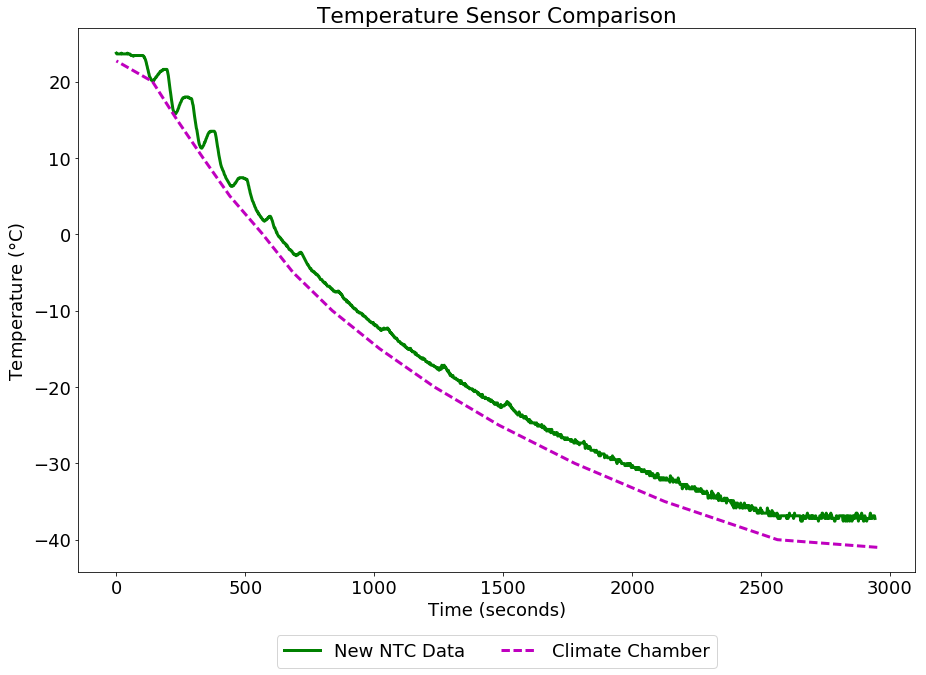 Temperature Sensor Comparison
Temperature (°C)
20
10
0
−10
−20
−30
−40
0 500 1000 1500 2000 2500 3000
Time (seconds)
New NTC Data Climate Chamber